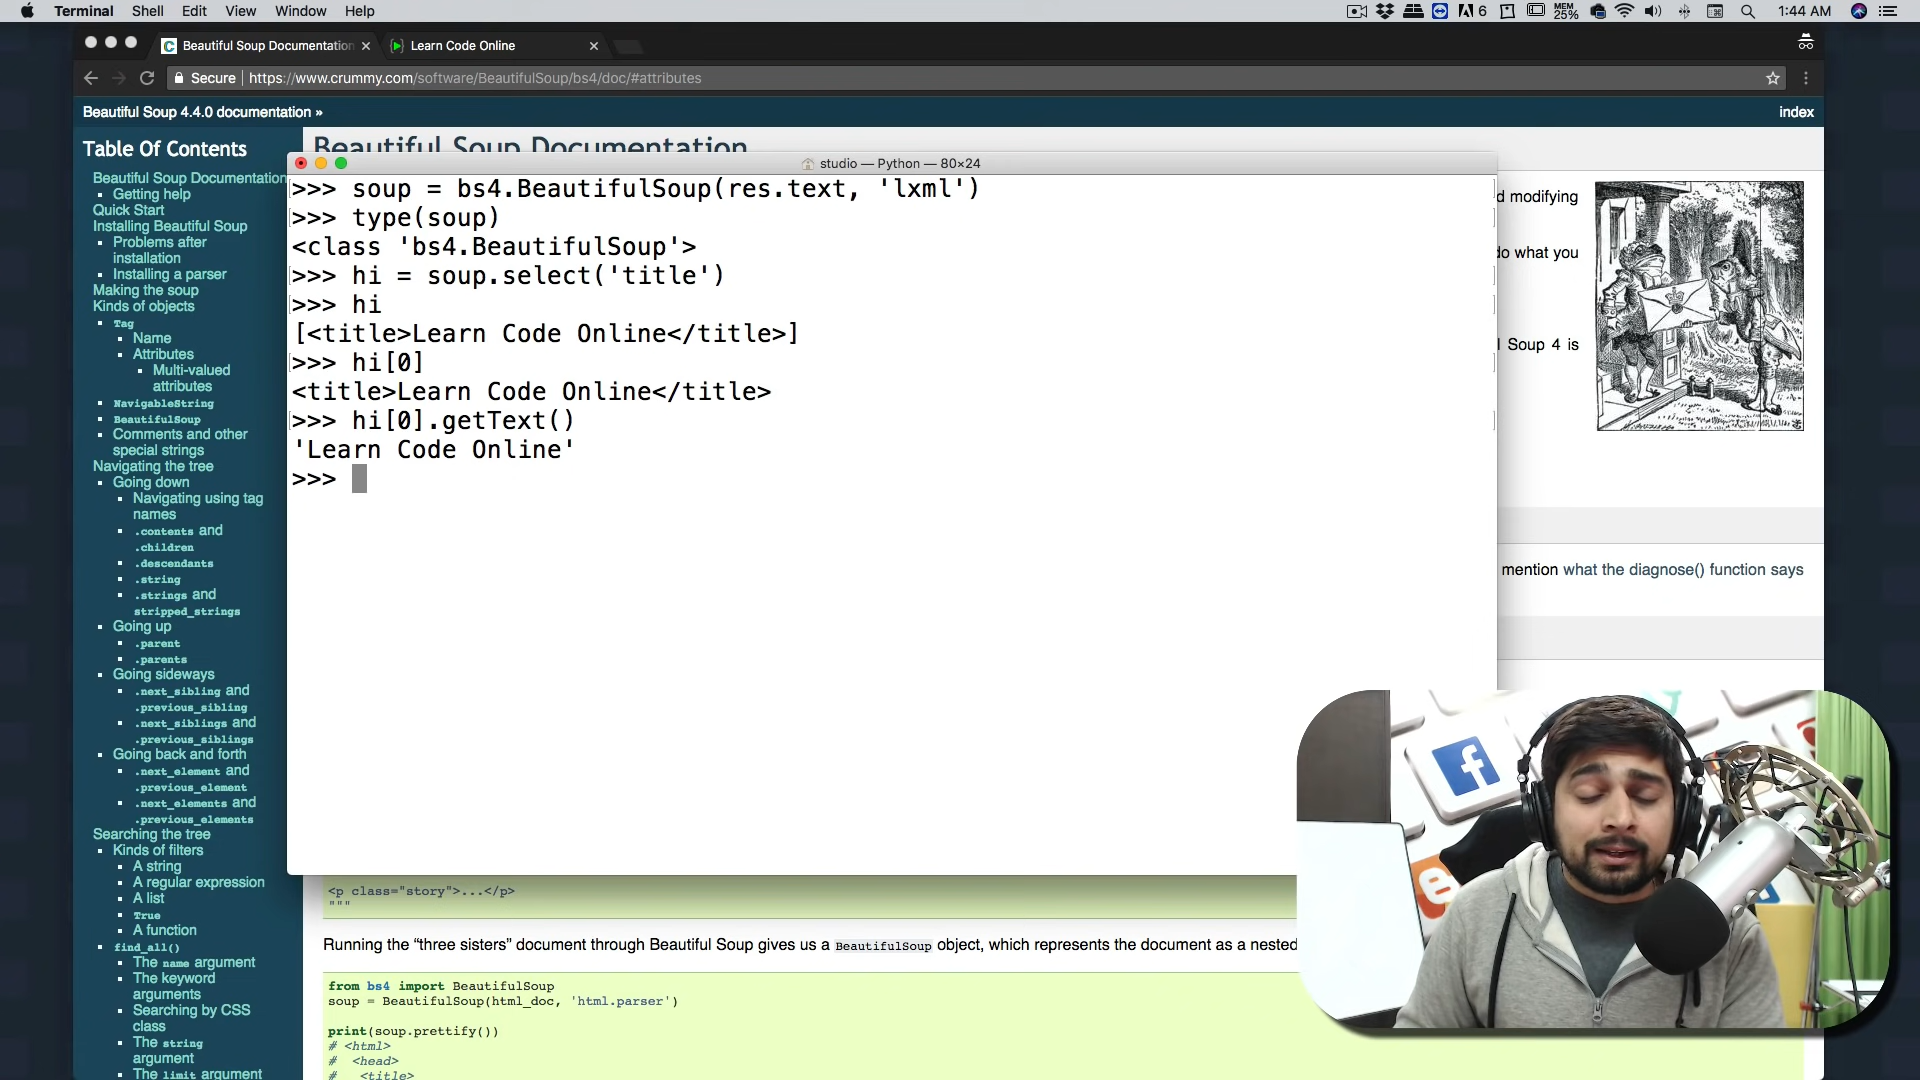 Terminal Shell Edit View Window Help
6 MEM 25% 1:44 AM
Beautiful Soup Documentation × Learn Code Online ×
Secure | https://www.crummy.com/software/BeautifulSoup/bs4/doc/#attributes
Beautiful Soup 4.4.0 documentation » index
Table Of Contents
Beautiful Soup Documentation
Getting help
Quick Start
Installing Beautiful Soup
Problems after
installation
Installing a parser
Making the soup
Kinds of objects
Tag
Name
Attributes
Multi-valued
attributes
NavigableString
BeautifulSoup
Comments and other
special strings
Navigating the tree
Going down
Navigating using tag
names
.contents and
.children
.descendants
.string
.strings and
stripped_strings
Going up
.parent
.parents
Going sideways
.next_sibling and
.previous_sibling
.next_siblings and
.previous_siblings
Going back and forth
.next_element and
.previous_element
.next_elements and
.previous_elements
Searching the tree
Kinds of filters
A string
A regular expression
A list
True
A function
find_all()
The name argument
The keyword
arguments
Searching by CSS
class
The string
argument
The limit argument
Beautiful Soup Documentation
studio — Python — 80×24
>>> soup = bs4.BeautifulSoup(res.text, 'lxml')
>>> type(soup)
<class 'bs4.BeautifulSoup'>
>>> hi = soup.select('title')
>>> hi
[<title>Learn Code Online</title>]
>>> hi[0]
<title>Learn Code Online</title>
>>> hi[0].getText()
'Learn Code Online'
>>>
d modifying
do what you
Soup 4 is
mention what the diagnose() function says
<p class="story">...</p>
"""
Running the “three sisters” document through Beautiful Soup gives us a BeautifulSoup object, which represents the document as a nested
from bs4 import BeautifulSoup
soup = BeautifulSoup(html_doc, 'html.parser')
print(soup.prettify())
# <html>
# <head>
# <title>